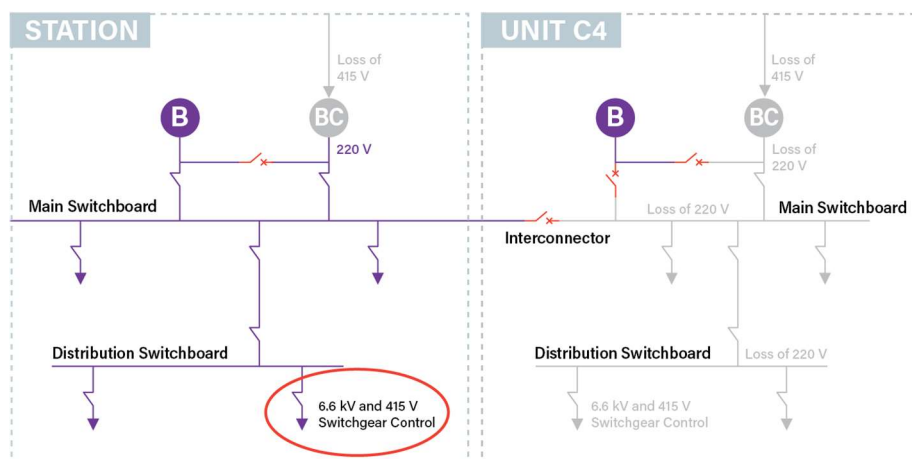 STATION
UNIT C4
Loss of
415 V
Loss of
415 V
B
BC
B
BC
220 V
Loss of
220 V
Main Switchboard
Loss of 220 V
Main Switchboard
Interconnector
Distribution Switchboard
Distribution Switchboard
Loss of 220 V
6.6 kV and 415 V
Switchgear Control
6.6 kV and 415 V
Switchgear Control